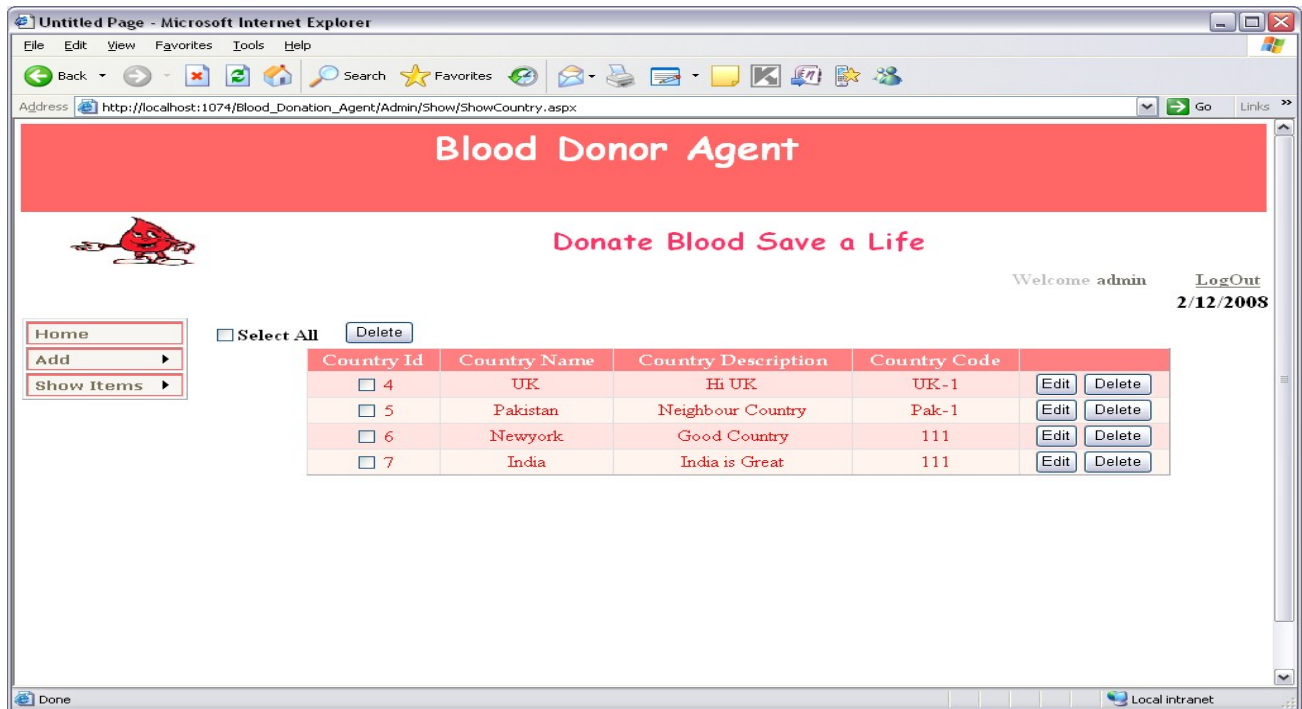 Untitled Page - Microsoft Internet Explorer
File Edit View Favorites Tools Help
Back Search Favorites
Address http://localhost:1074/Blood_Donation_Agent/Admin/Show/ShowCountry.aspx Go Links »
Blood Donor Agent
Donate Blood Save a Life
Welcome admin LogOut
2/12/2008
Home
Add
Show Items
Select All Delete
Country Id Country Name Country Description Country Code
4 UK Hi UK UK-1 Edit Delete
5 Pakistan Neighbour Country Pak-1 Edit Delete
6 Newyork Good Country 111 Edit Delete
7 India India is Great 111 Edit Delete
Done Local intranet